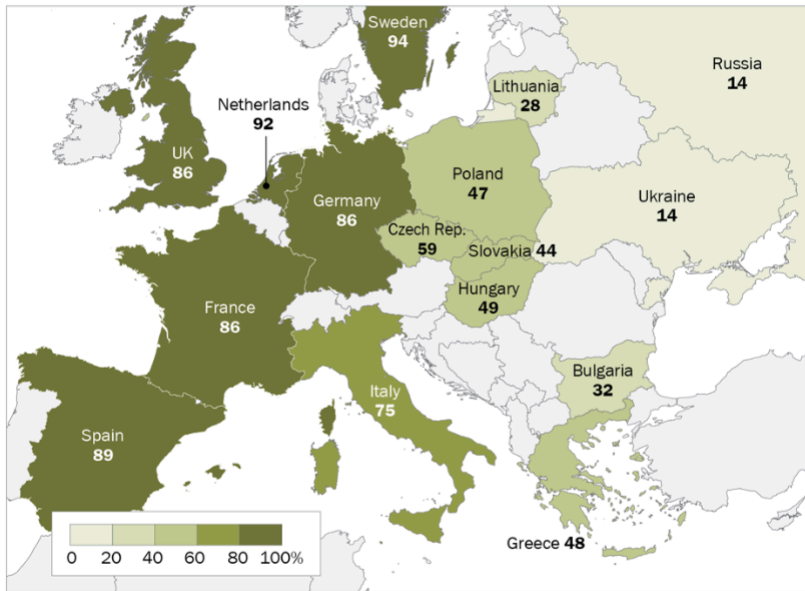 Sweden
94
Russia
14
Lithuania
28
Netherlands
92
UK
86
Poland
47
Germany
86
Ukraine
14
Czech Rep.
59
Slovakia 44
Hungary
49
France
86
Bulgaria
32
Italy
75
Spain
89
Greece 48
0 20 40 60 80 100%